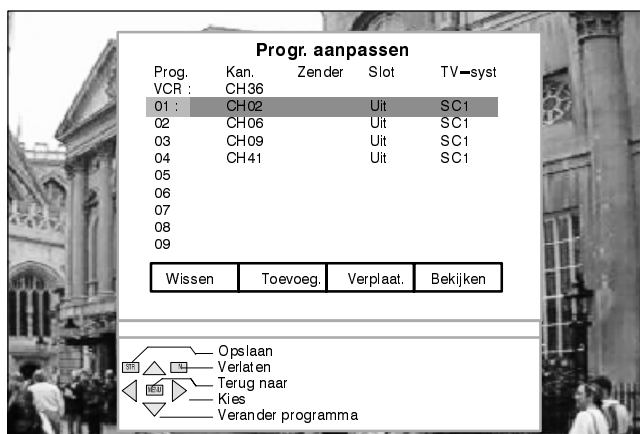 Progr. aanpassen
Prog. Kan. Zender Slot TV-syst
VCR : CH36
01 : CH02 Uit SC1
02 CH06 Uit SC1
03 CH09 Uit SC1
04 CH41 Uit SC1
05
06
07
08
09
Wissen Toevoeg. Verplaat. Bekijken
Opslaan
STR N Verlaten
Terug naar
MENU Kies
Verander programma